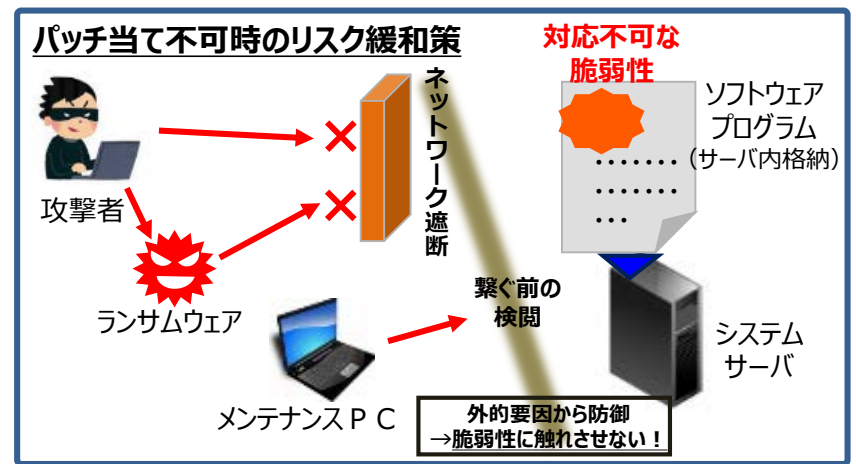 パッチ当て不可時のリスク緩和策
対応不可な
脆弱性
ソフトウェア
プログラム
(サーバ内格納)
ネットワーク遮断
攻撃者
ランサムウェア
繋ぐ前の
検閲
システム
サーバ
メンテナンスPC
外的要因から防御
→脆弱性に触れさせない!